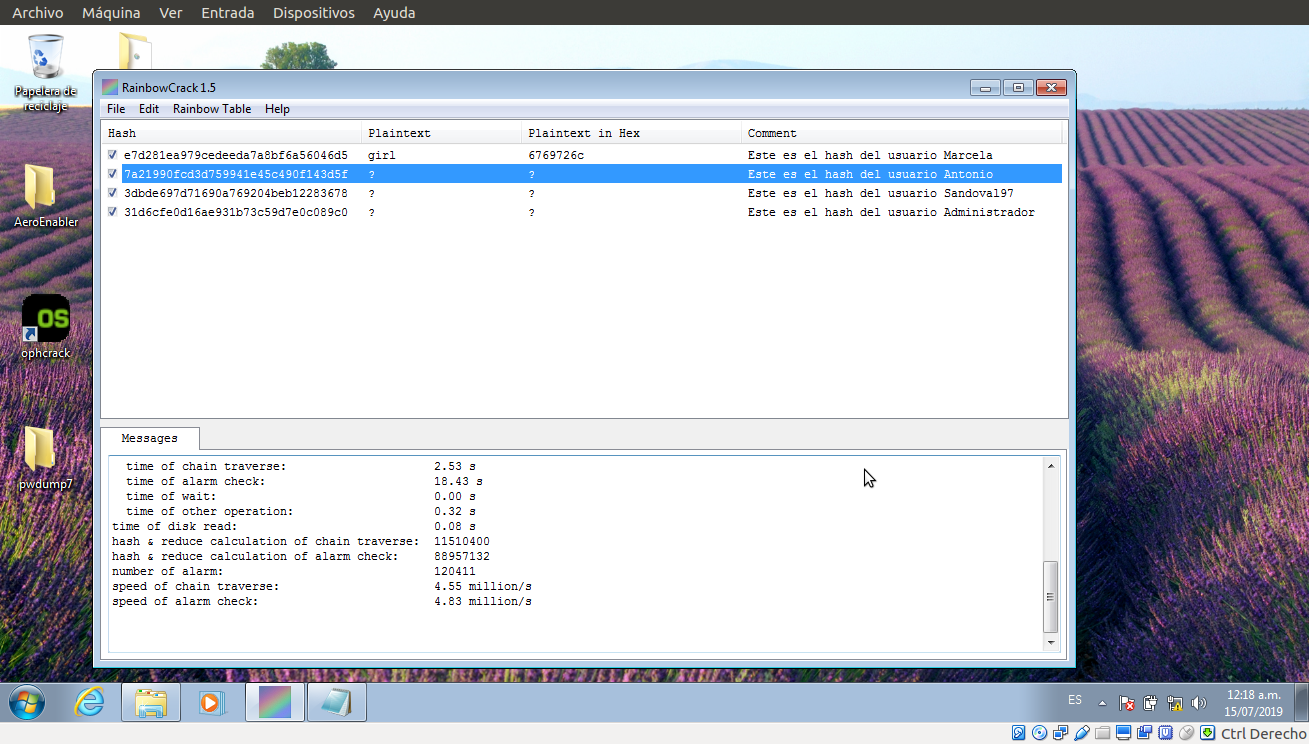 Archivo Máquina Ver Entrada Dispositivos Ayuda
Papelera de reciclaje
AeroEnabler
OS
ophcrack
pwdump7
RainbowCrack 1.5
File Edit Rainbow Table Help
Hash Plaintext Plaintext in Hex Comment
e7d281ea979cedeeda7a8bf6a56046d5 girl 6769726c Este es el hash del usuario Marcela
7a21990fcd3d759941e45c490f143d5f ? ? Este es el hash del usuario Antonio
3dbde697d71690a769204beb12283678 ? ? Este es el hash del usuario Sandoval97
31d6cfe0d16ae931b73c59d7e0c089c0 ? ? Este es el hash del usuario Administrador
Messages
time of chain traverse: 2.53 s
time of alarm check: 18.43 s
time of wait: 0.00 s
time of other operation: 0.32 s
time of disk read: 0.08 s
hash & reduce calculation of chain traverse: 11510400
hash & reduce calculation of alarm check: 88957132
number of alarm: 120411
speed of chain traverse: 4.55 million/s
speed of alarm check: 4.83 million/s
ES
12:18 a.m.
15/07/2019
Ctrl Derecho